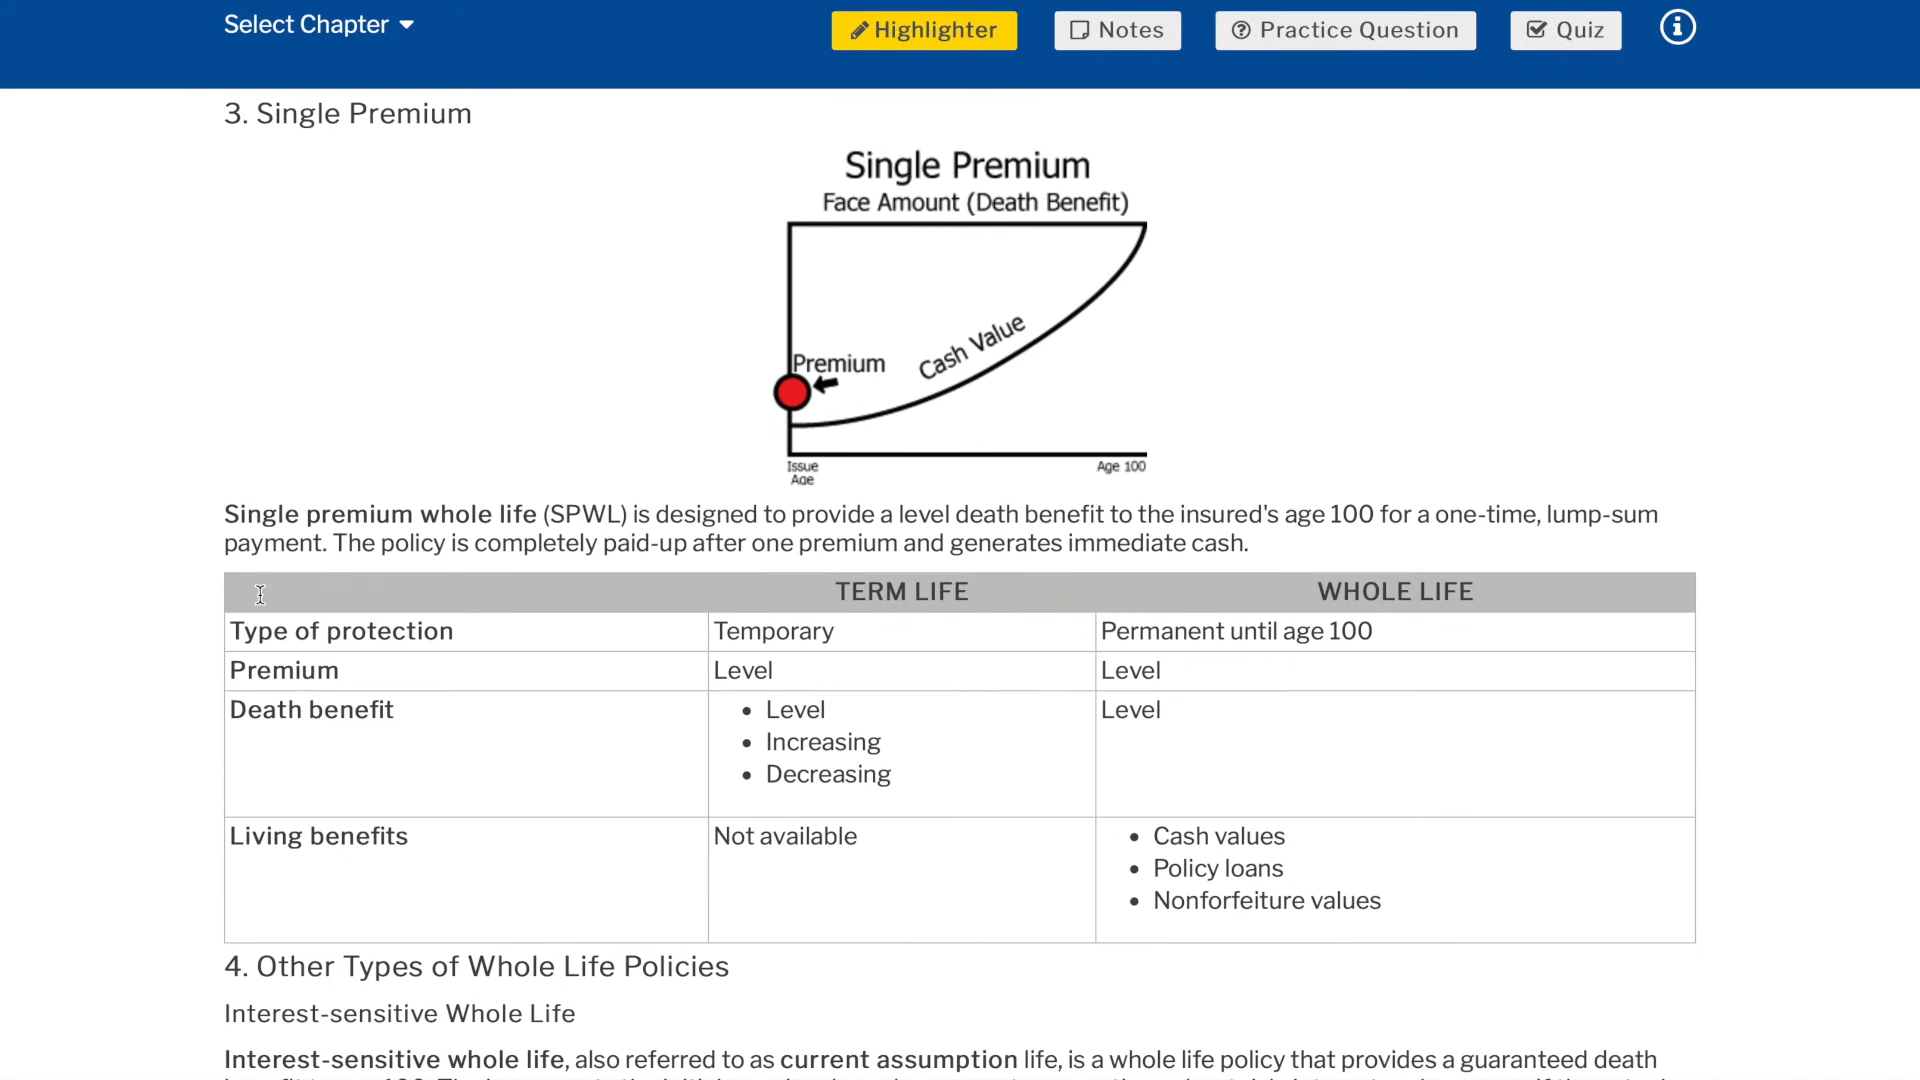 Select Chapter
Highlighter
Notes
Practice Question
Quiz
3. Single Premium
Single Premium
Face Amount (Death Benefit)
Premium
Cash Value
Issue
Age
Age 100
Single premium whole life (SPWL) is designed to provide a level death benefit to the insured's age 100 for a one-time, lump-sum
payment. The policy is completely paid-up after one premium and generates immediate cash.
TERM LIFE WHOLE LIFE
Type of protection Temporary Permanent until age 100
Premium Level Level
Death benefit • Level Level
• Increasing
• Decreasing
Living benefits Not available • Cash values
• Policy loans
• Nonforfeiture values
4. Other Types of Whole Life Policies
Interest-sensitive Whole Life
Interest-sensitive whole life, also referred to as current assumption life, is a whole life policy that provides a guaranteed death